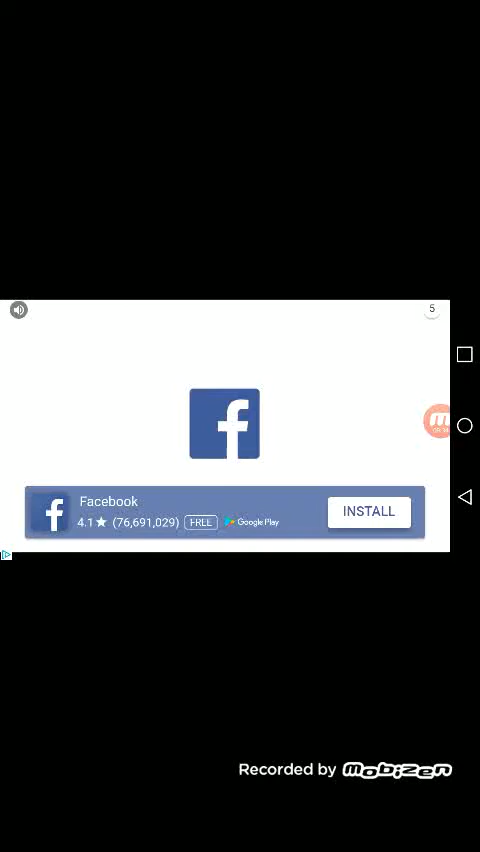 5
Facebook
4.1★ (76,691,029) FREE Google Play
INSTALL
Recorded by mobizen